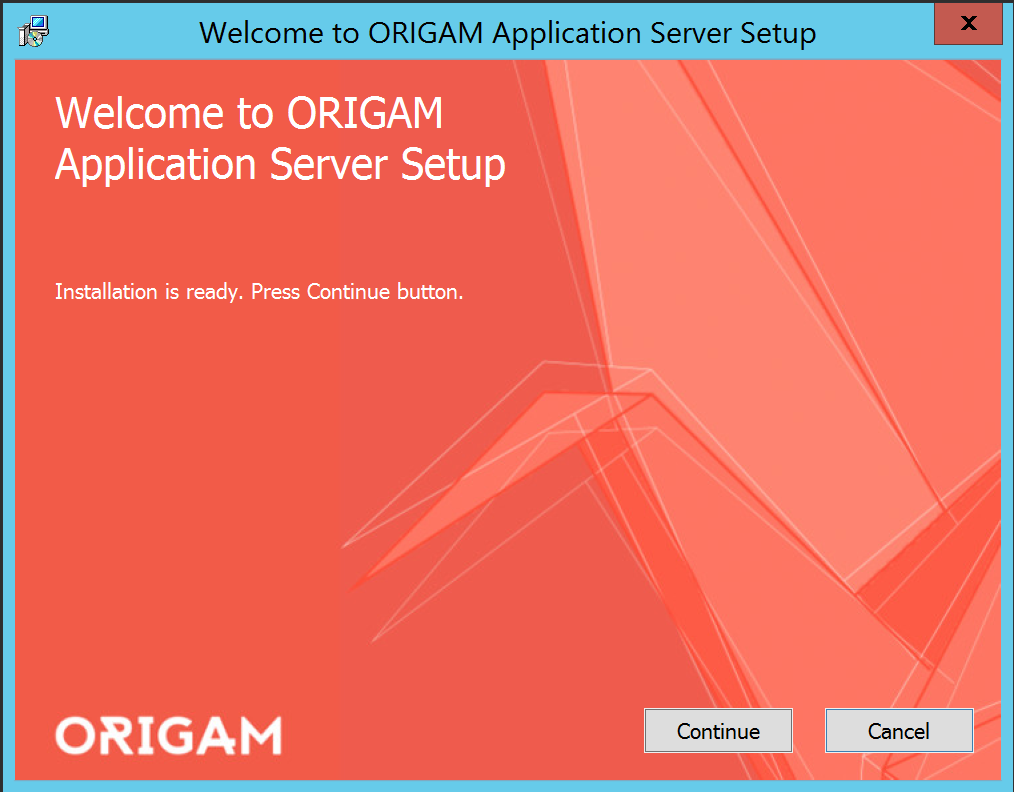 Welcome to ORIGAM Application Server Setup
x
Welcome to ORIGAM
Application Server Setup
Installation is ready. Press Continue button.
ORIGAM
Continue
Cancel